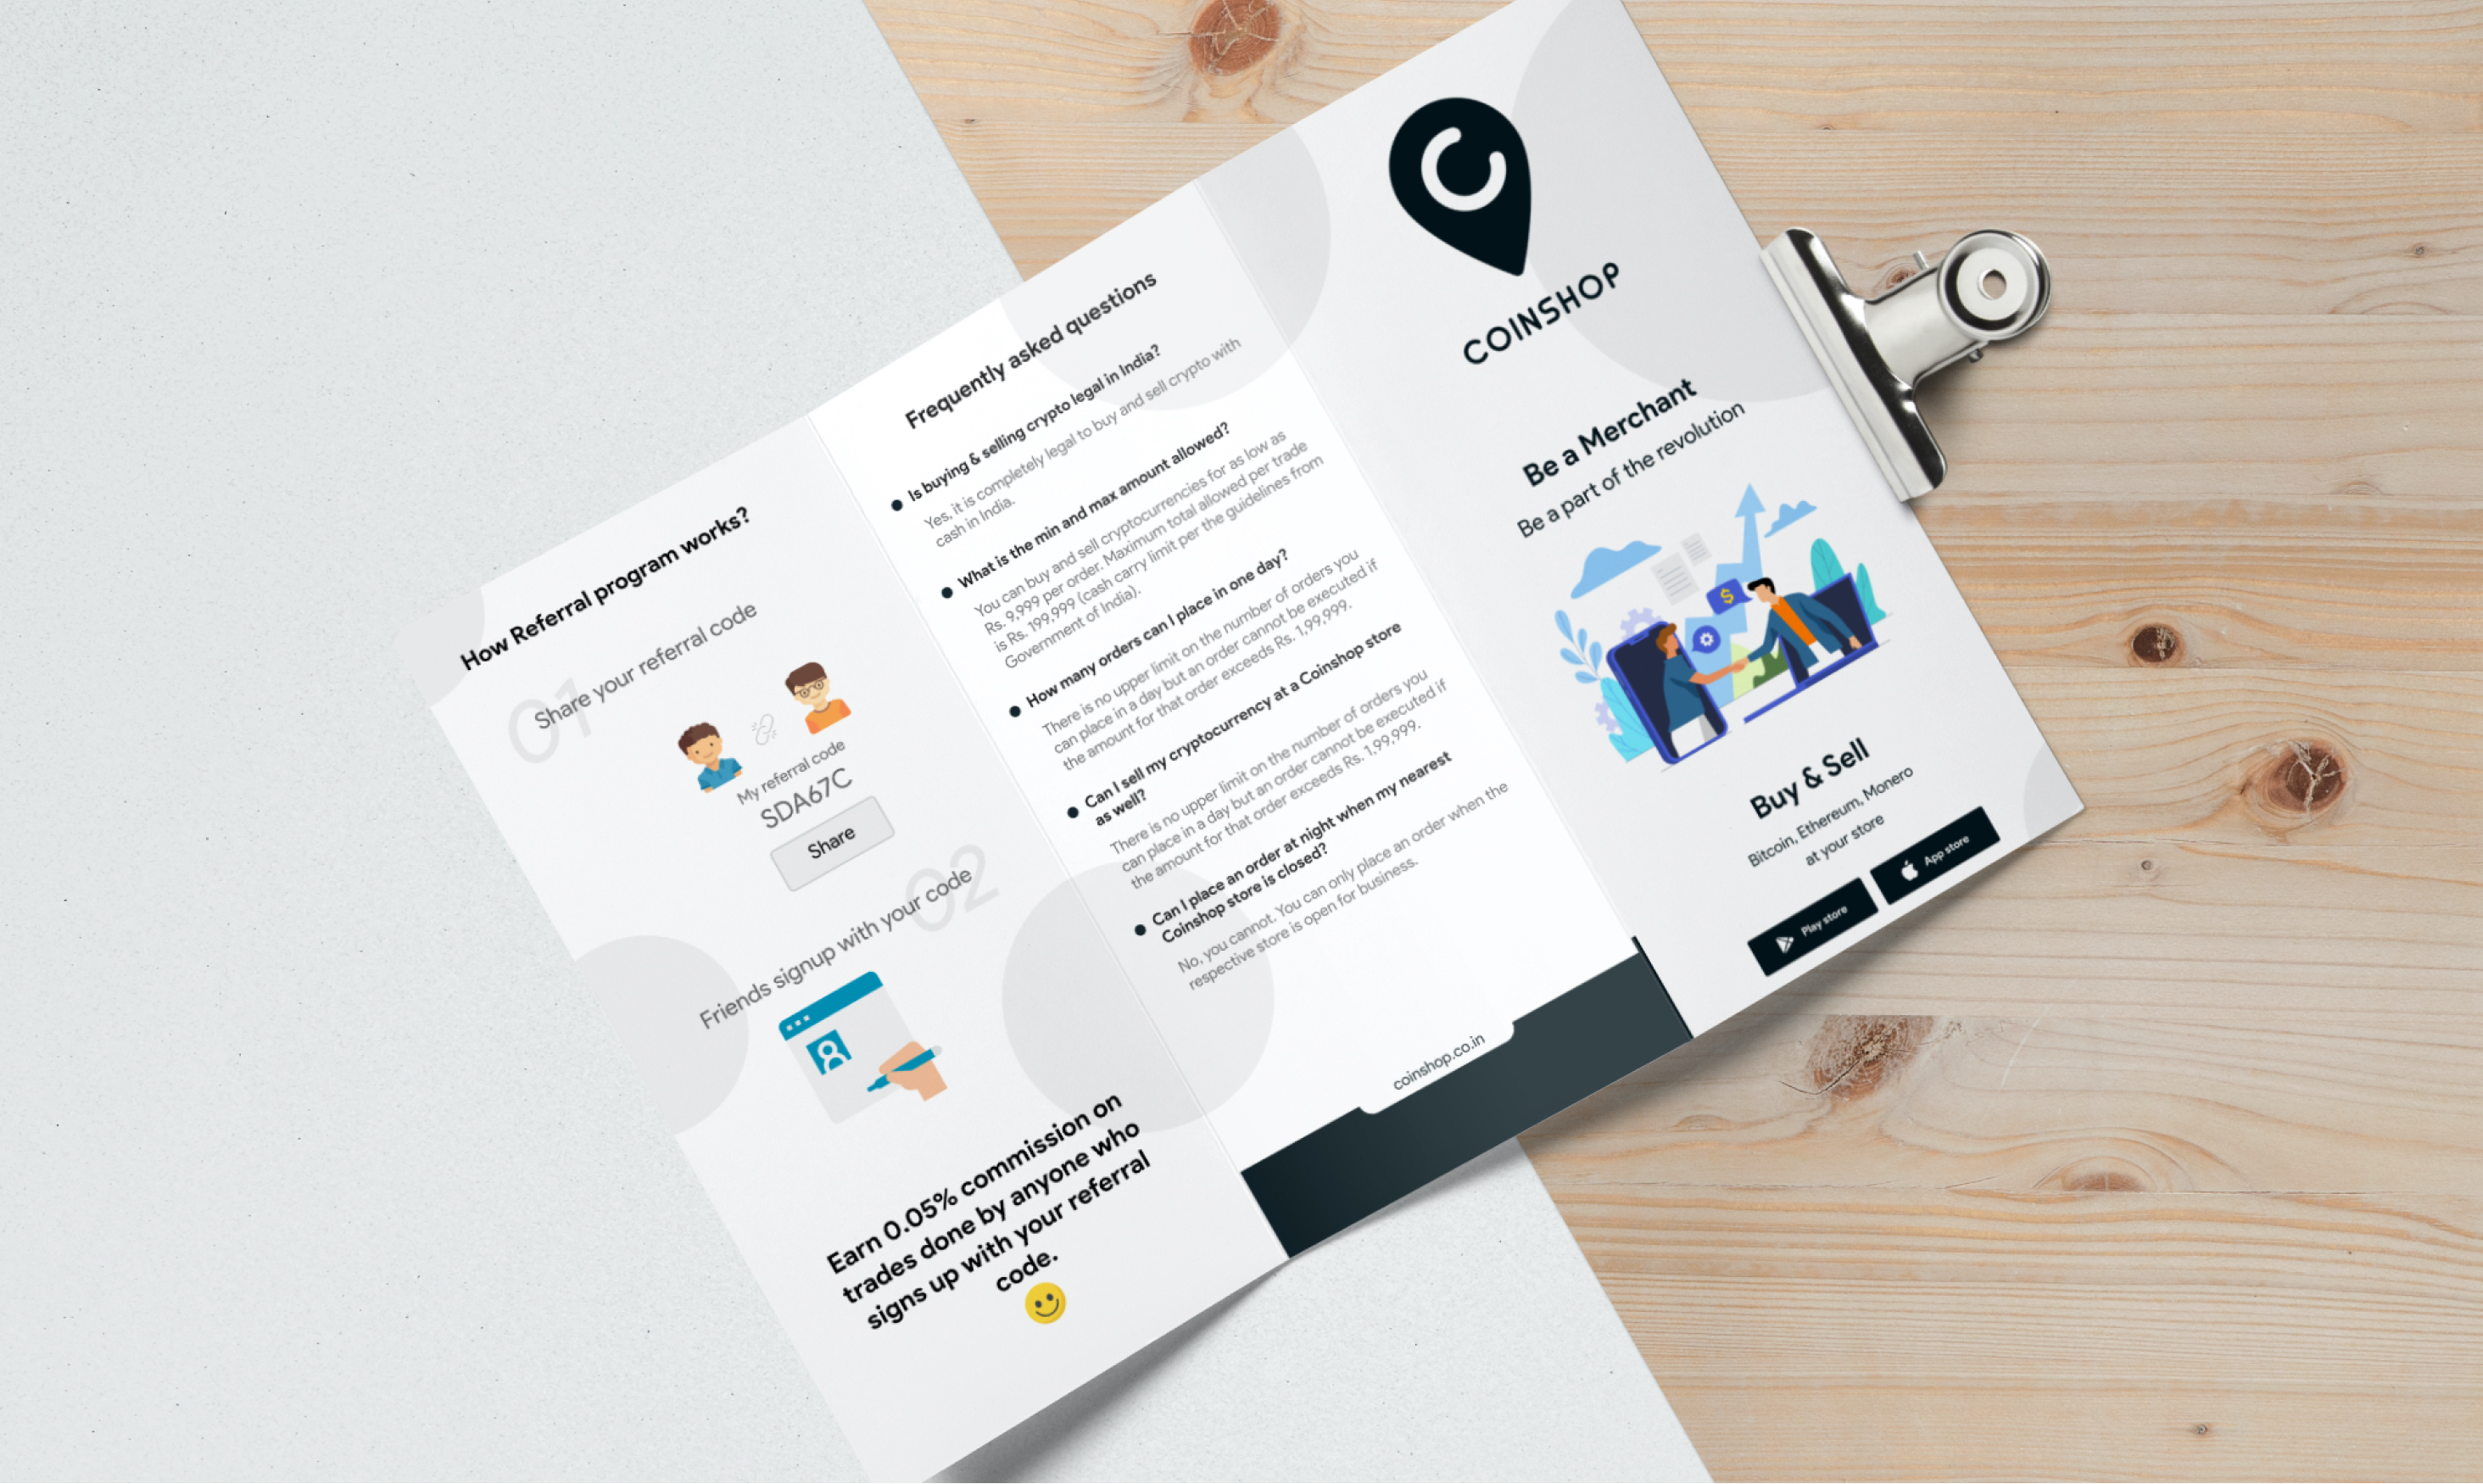 How Referral program works?
01
Share your referral code
My referral code
SDA67C
Share
02
Friends signup with your code
Earn 0.05% commission on
trades done by anyone who
signs up with your referral
code.
Frequently asked questions
Is buying & selling crypto legal in India?
Yes, it is completely legal to buy and sell crypto with
cash in India.
What is the min and max amount allowed?
You can buy and sell cryptocurrencies for as low as
Rs. 9,999 per order. Maximum total allowed per trade
is Rs. 199,999 (cash carry limit per the guidelines from
Government of India).
How many orders can I place in one day?
There is no upper limit on the number of orders you
can place in a day but an order cannot be executed if
the amount for that order exceeds Rs. 1,99,999.
Can I sell my cryptocurrency at a Coinshop store
as well?
There is no upper limit on the number of orders you
can place in a day but an order cannot be executed if
the amount for that order exceeds Rs. 1,99,999.
Can I place an order at night when my nearest
Coinshop store is closed?
No, you cannot. You can only place an order when the
respective store is open for business.
coinshop.co.in
COINSHOP
Be a Merchant
Be a part of the revolution
$
Buy & Sell
Bitcoin, Ethereum, Monero
at your store
Play store
App store